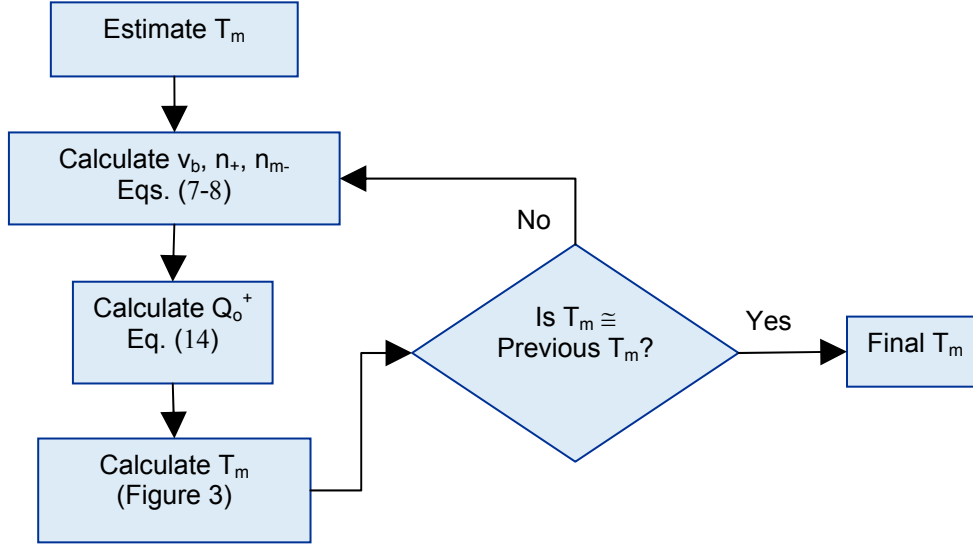 Estimate Tₘ
Calculate v_b, n₊, nₘ₋
Eqs. (7-8)
Calculate Qₒ⁺
Eq. (14)
Calculate Tₘ
(Figure 3)
No
Is Tₘ ≅
Previous Tₘ?
Yes
Final Tₘ